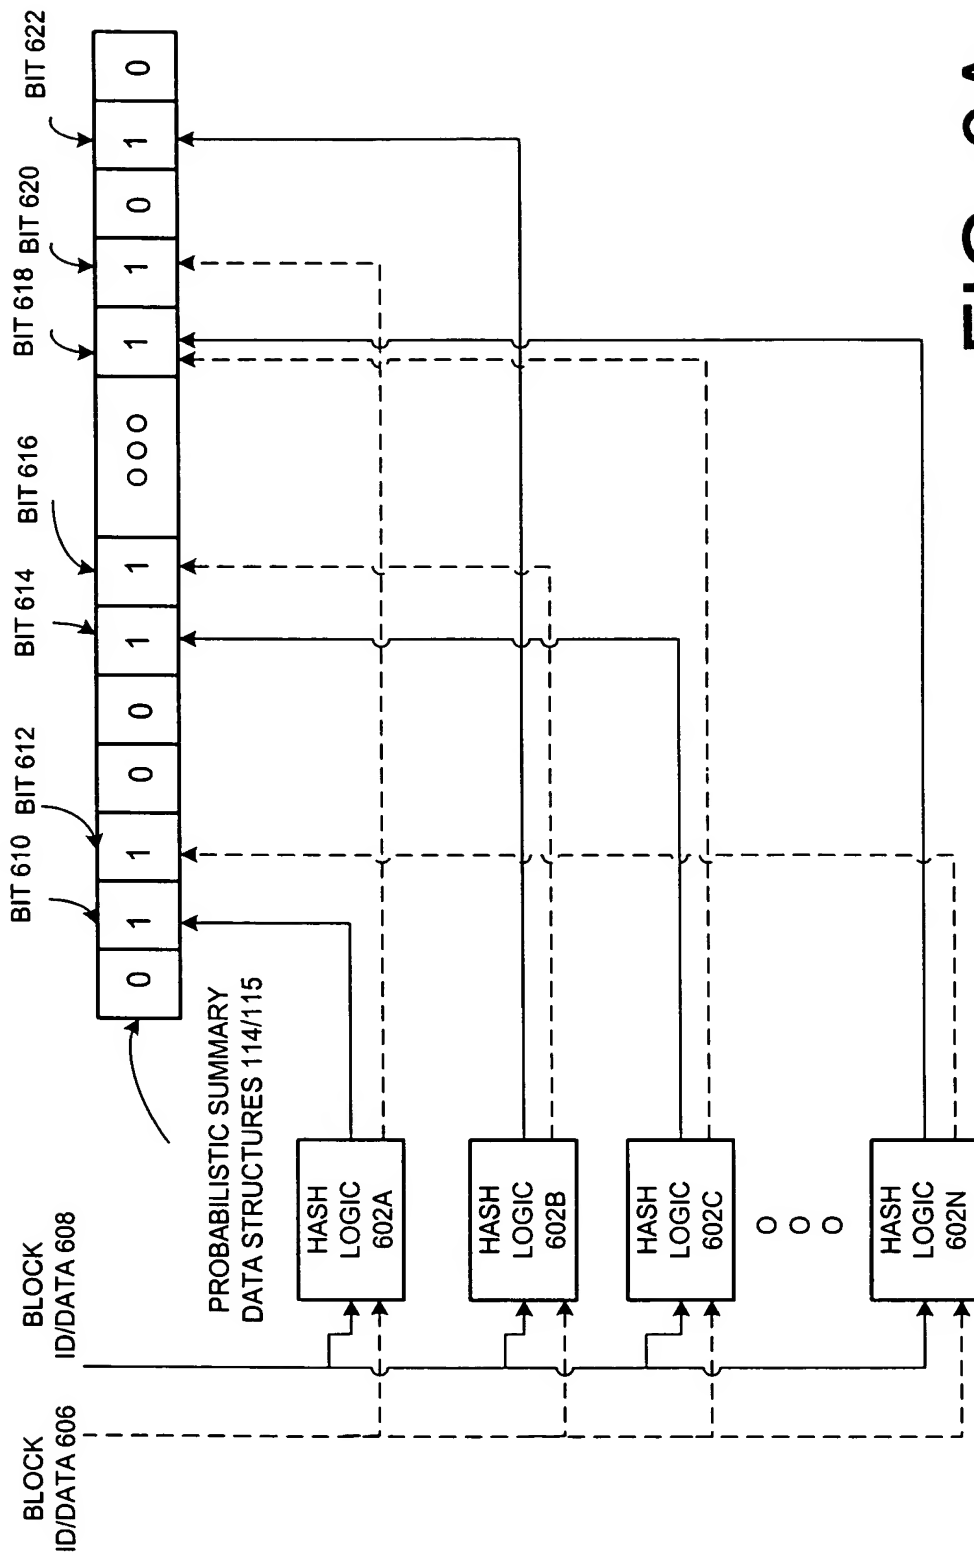 BLOCK
ID/DATA 606
BLOCK
ID/DATA 608
PROBABILISTIC SUMMARY
DATA STRUCTURES 114/115
BIT 610
BIT 612
BIT 614
BIT 616
BIT 618
BIT 620
BIT 622
0
1
1
0
0
1
1
1
1
0
1
0
HASH
LOGIC
602A
HASH
LOGIC
602B
HASH
LOGIC
602C
HASH
LOGIC
602N